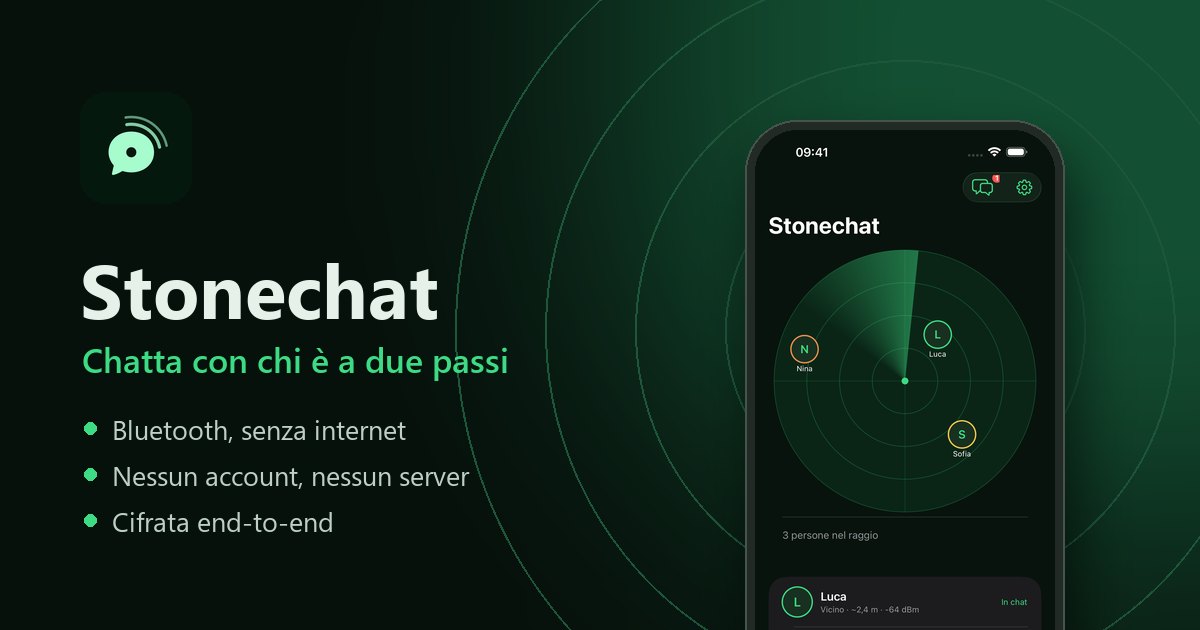 Stonechat
Chatta con chi è a due passi
Bluetooth, senza internet
Nessun account, nessun server
Cifrata end-to-end
09:41
1
Stonechat
L
Luca
N
Nina
S
Sofia
3 persone nel raggio
L
Luca
Vicino · ~2,4 m · -64 dBm
In chat